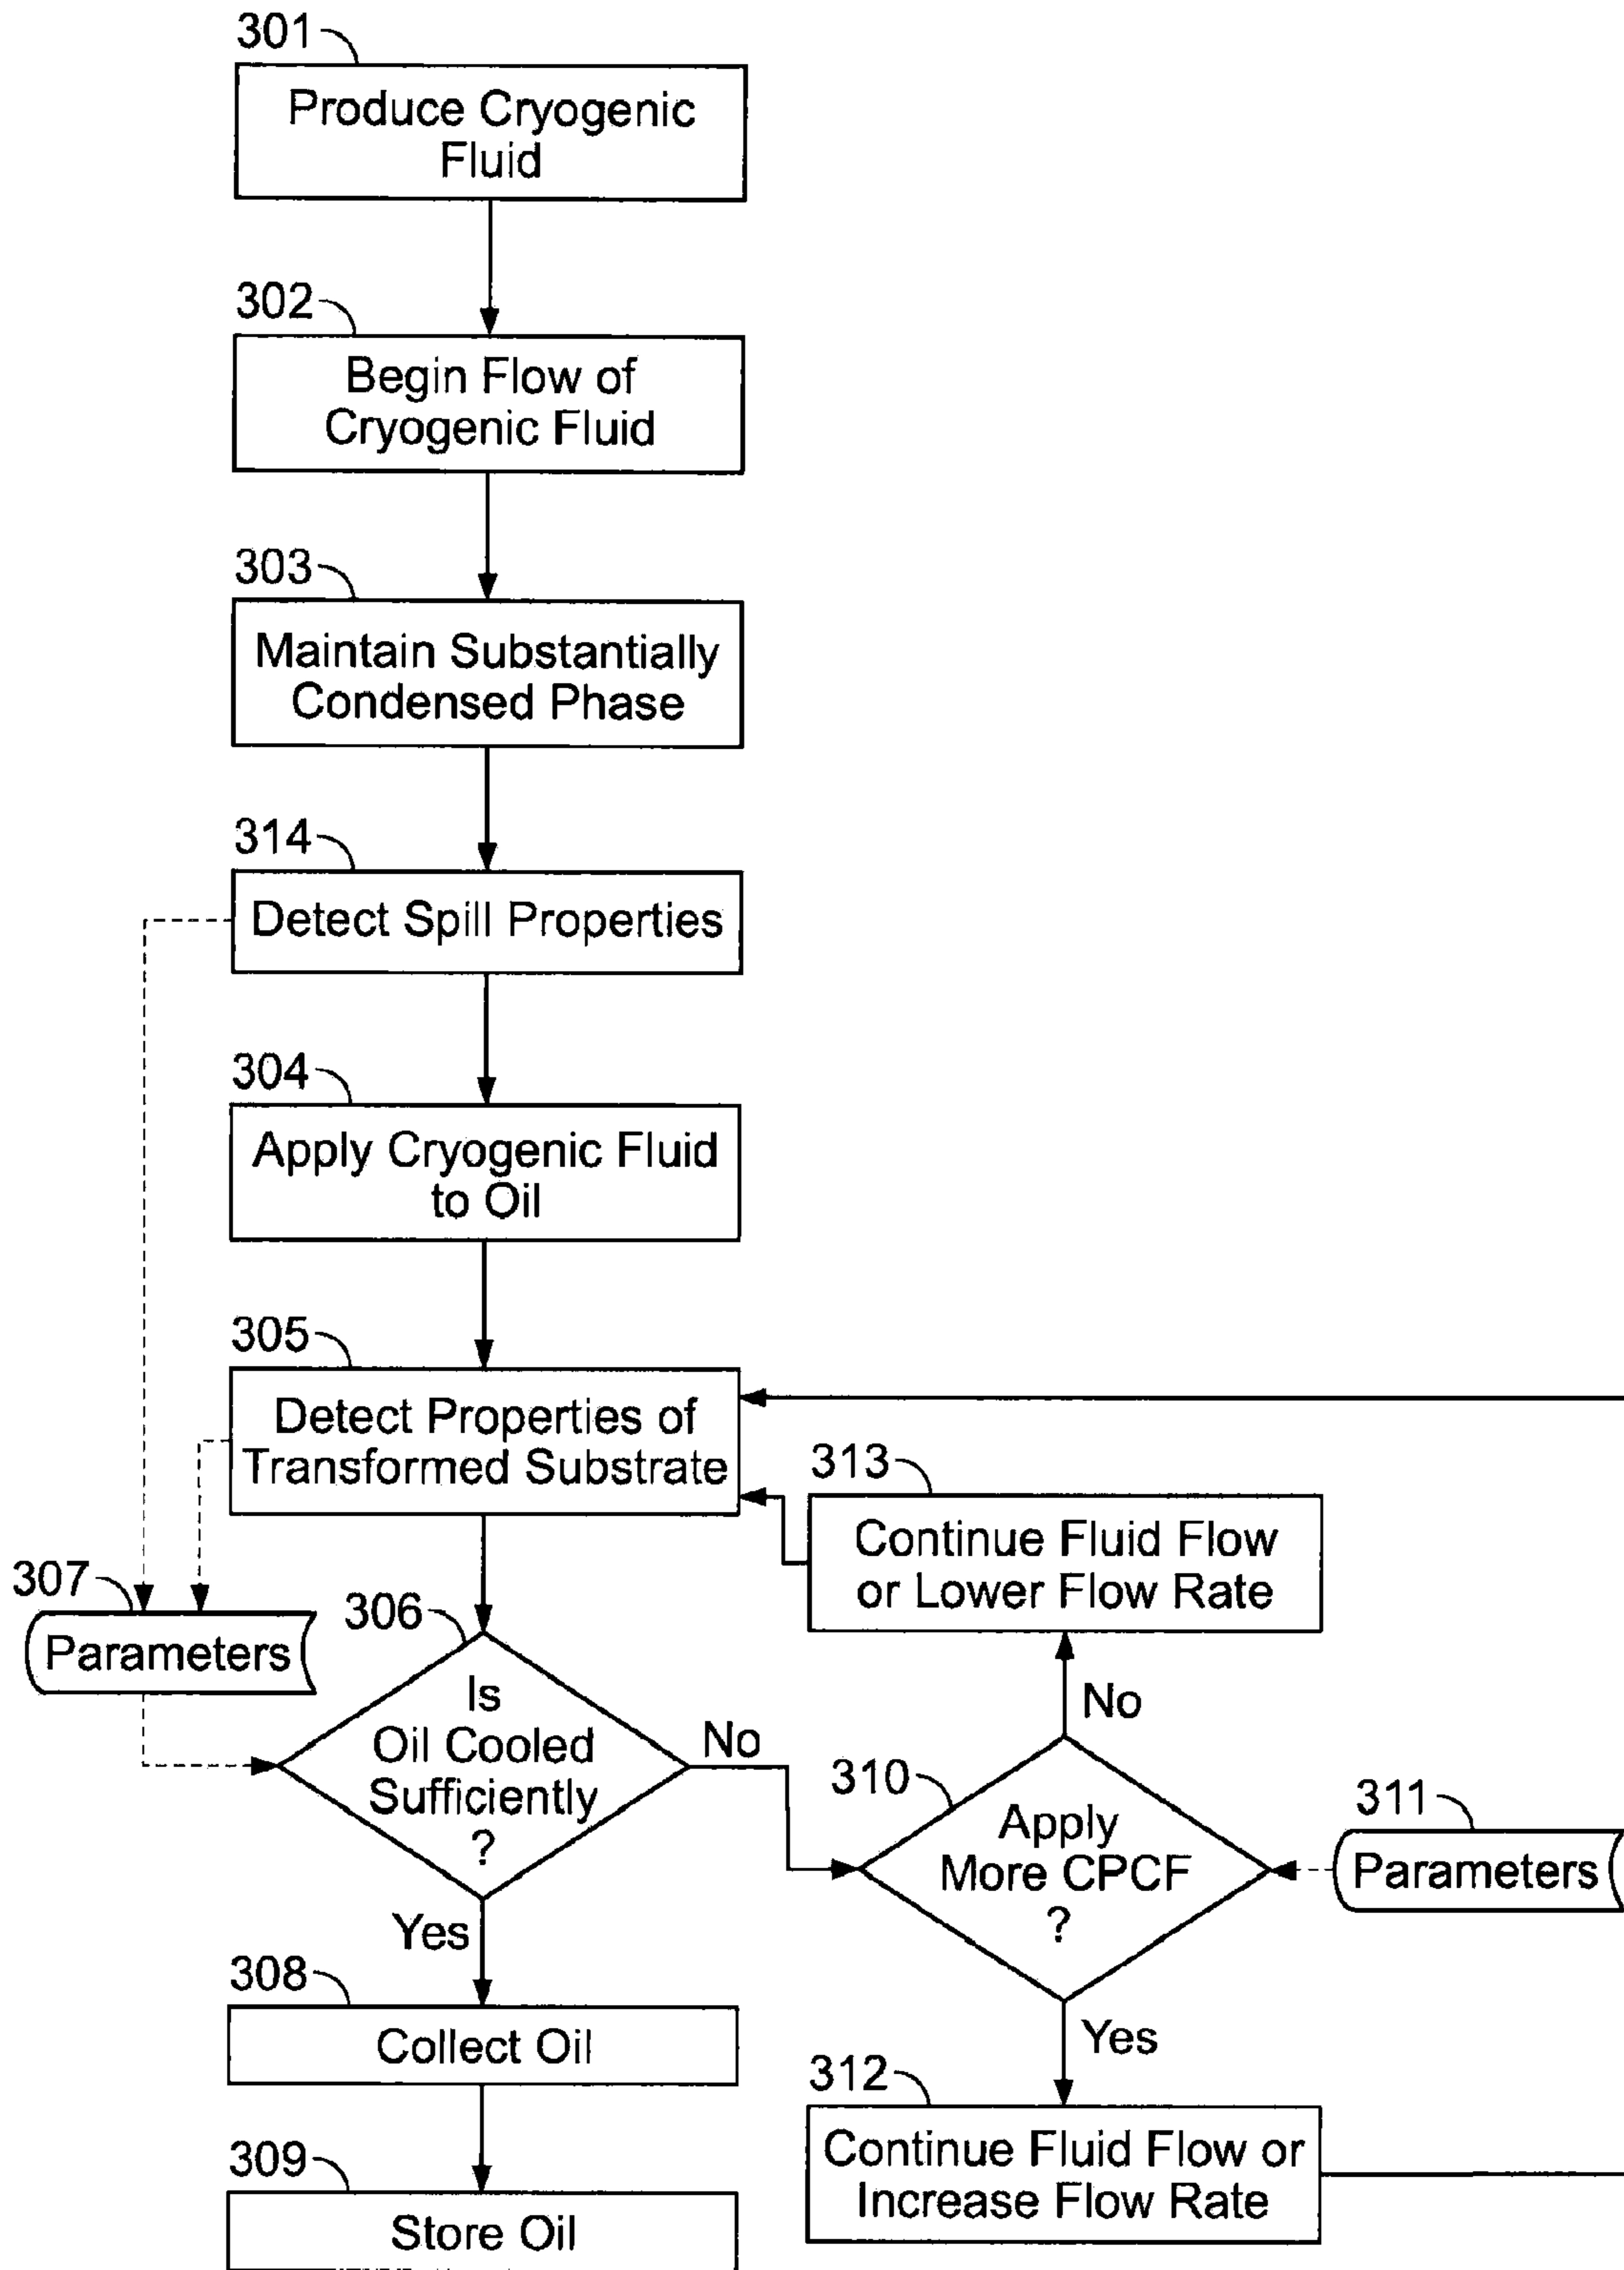 301
Produce Cryogenic
Fluid
302
Begin Flow of
Cryogenic Fluid
303
Maintain Substantially
Condensed Phase
314
Detect Spill Properties
304
Apply Cryogenic Fluid
to Oil
305
Detect Properties of
Transformed Substrate
313
Continue Fluid Flow
or Lower Flow Rate
307
Parameters
306
Is
Oil Cooled
Sufficiently
?
No
No
310
Apply
More CPCF
?
311
Parameters
Yes
308
Collect Oil
Yes
312
Continue Fluid Flow or
Increase Flow Rate
309
Store Oil